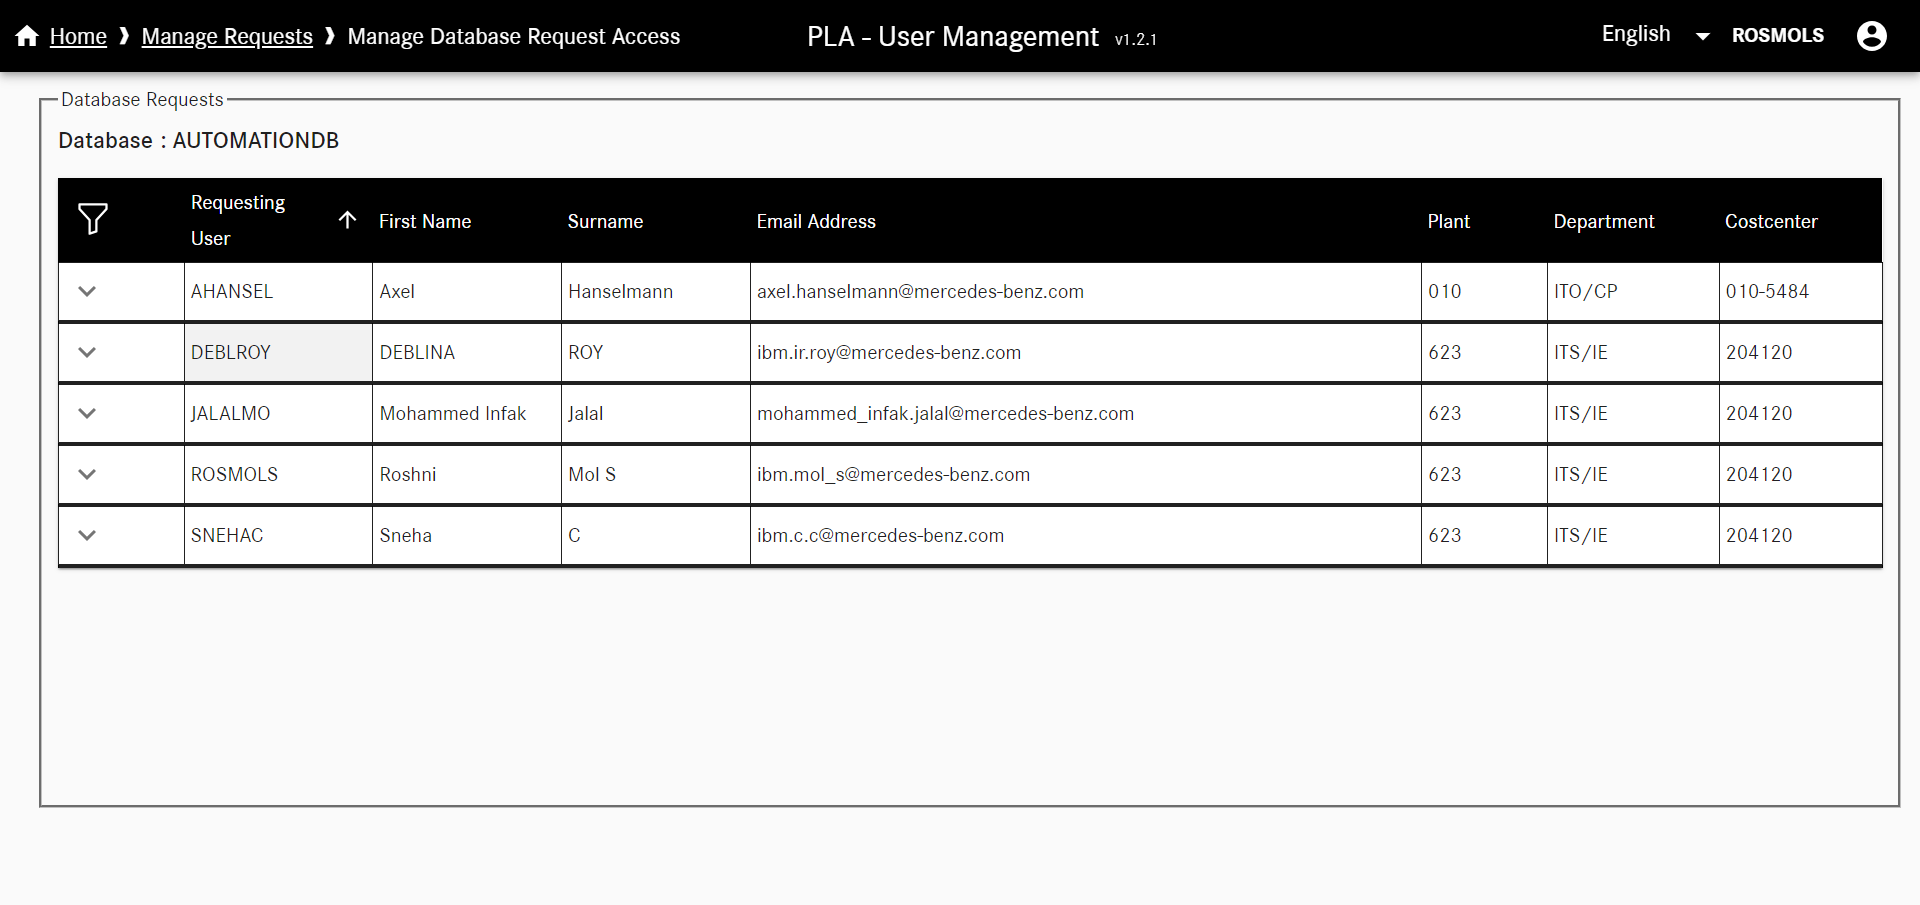 Home ❱ Manage Requests ❱ Manage Database Request Access
PLA - User Management v1.2.1
English ROSMOLS
Database Requests
Database : AUTOMATIONDB
Requesting User First Name Surname Email Address Plant Department Costcenter
AHANSEL Axel Hanselmann axel.hanselmann@mercedes-benz.com 010 ITO/CP 010-5484
DEBLROY DEBLINA ROY ibm.ir.roy@mercedes-benz.com 623 ITS/IE 204120
JALALMO Mohammed Infak Jalal mohammed_infak.jalal@mercedes-benz.com 623 ITS/IE 204120
ROSMOLS Roshni Mol S ibm.mol_s@mercedes-benz.com 623 ITS/IE 204120
SNEHAC Sneha C ibm.c.c@mercedes-benz.com 623 ITS/IE 204120